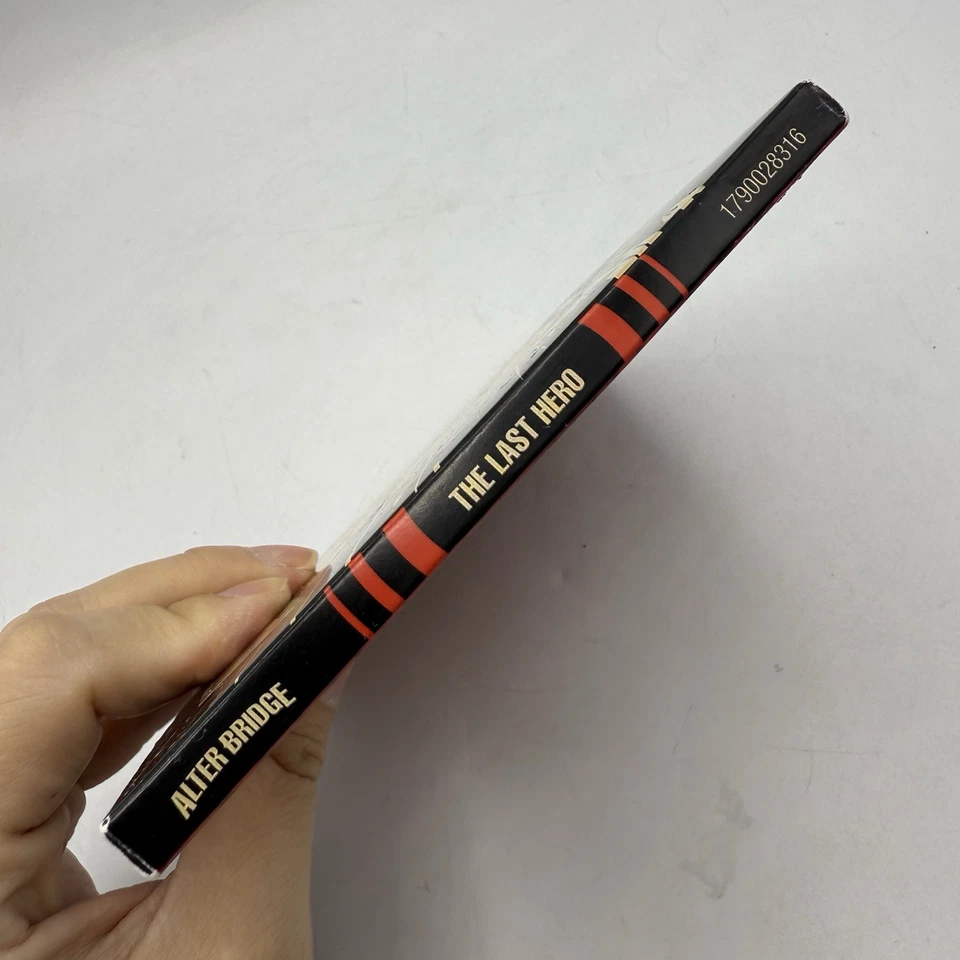 ALTER BRIDGE
THE LAST HERO
1790028316